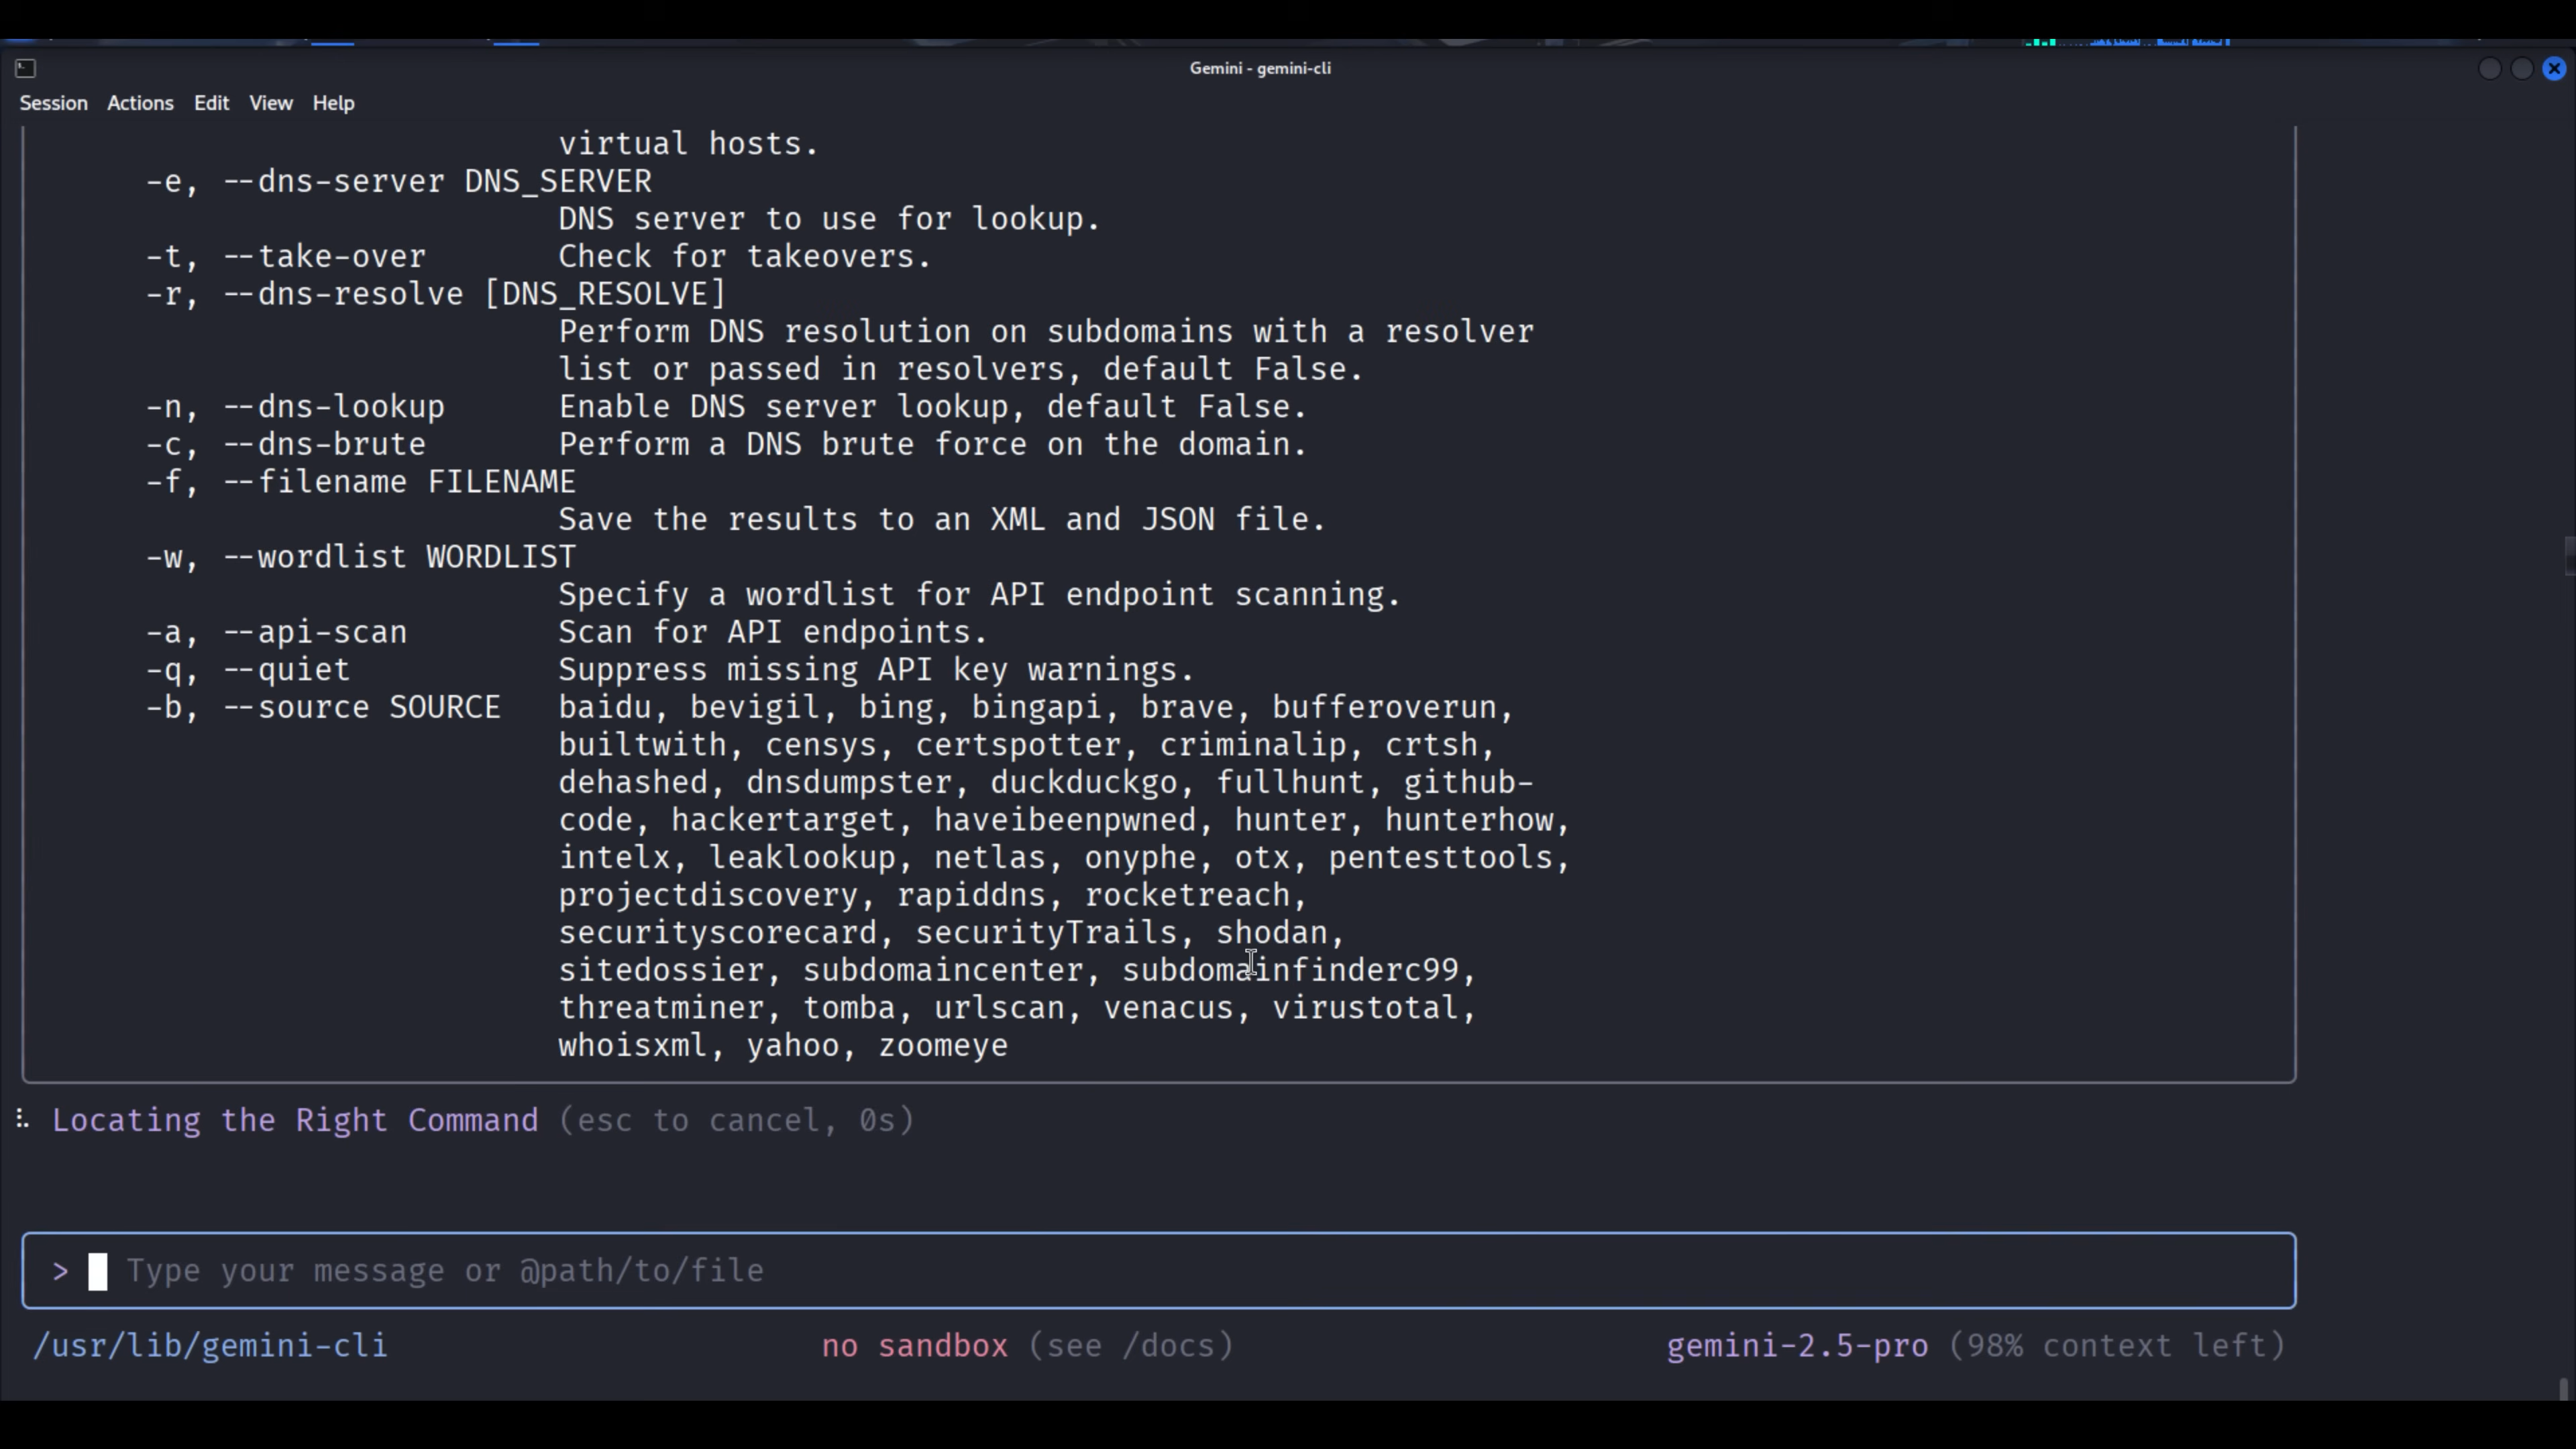 Gemini - gemini-cli
Session Actions Edit View Help
virtual hosts.
-e, --dns-server DNS_SERVER
DNS server to use for lookup.
-t, --take-over Check for takeovers.
-r, --dns-resolve [DNS_RESOLVE]
Perform DNS resolution on subdomains with a resolver
list or passed in resolvers, default False.
-n, --dns-lookup Enable DNS server lookup, default False.
-c, --dns-brute Perform a DNS brute force on the domain.
-f, --filename FILENAME
Save the results to an XML and JSON file.
-w, --wordlist WORDLIST
Specify a wordlist for API endpoint scanning.
-a, --api-scan Scan for API endpoints.
-q, --quiet Suppress missing API key warnings.
-b, --source SOURCE baidu, bevigil, bing, bingapi, brave, bufferoverun,
builtwith, censys, certspotter, criminalip, crtsh,
dehashed, dnsdumpster, duckduckgo, fullhunt, github-
code, hackertarget, haveibeenpwned, hunter, hunterhow,
intelx, leaklookup, netlas, onyphe, otx, pentesttools,
projectdiscovery, rapiddns, rocketreach,
securityscorecard, securityTrails, shodan,
sitedossier, subdomaincenter, subdomainfinderc99,
threatminer, tomba, urlscan, venacus, virustotal,
whoisxml, yahoo, zoomeye
Locating the Right Command (esc to cancel, 0s)
> Type your message or @path/to/file
/usr/lib/gemini-cli no sandbox (see /docs) gemini-2.5-pro (98% context left)